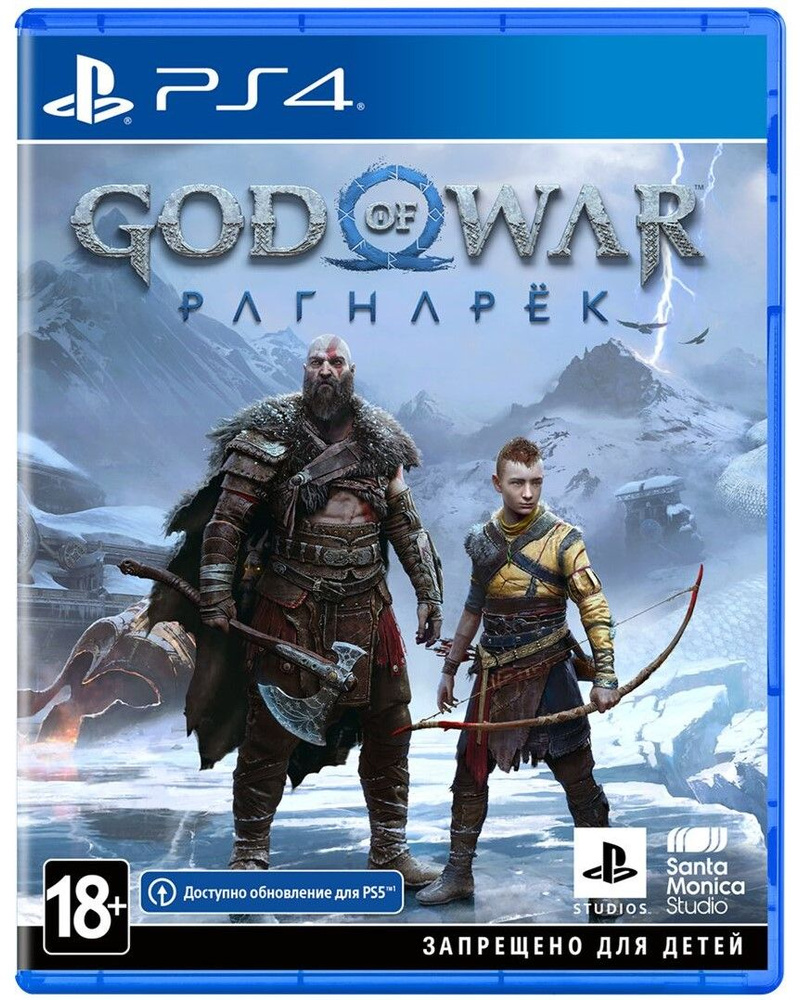 PS4
GOD OF WAR
РАГНАРЁК
18+
Доступно обновление для PS5™¹
STUDIOS
Santa
Monica
Studio
ЗАПРЕЩЕНО ДЛЯ ДЕТЕЙ